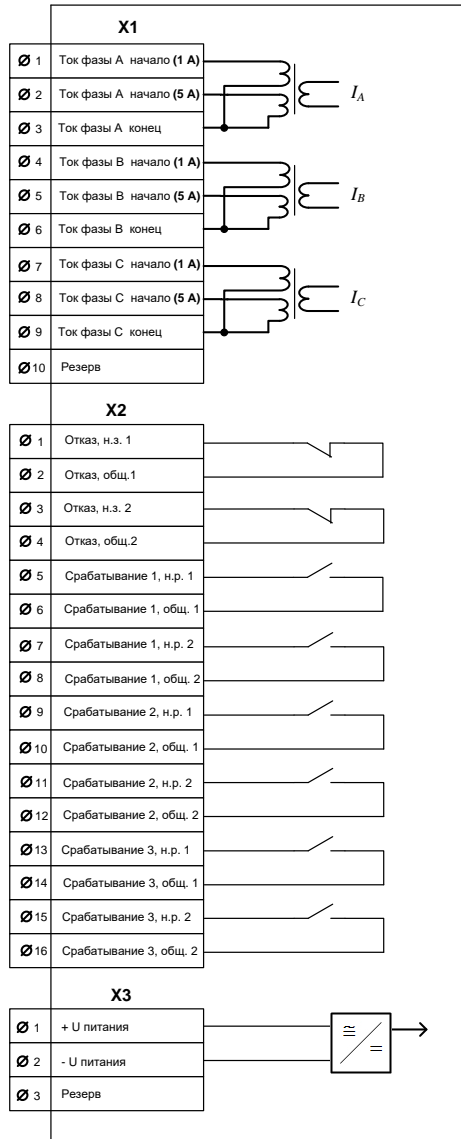 X1
1 Ток фазы А начало (1 А)
2 Ток фазы А начало (5 А)
3 Ток фазы А конец
I_A
4 Ток фазы В начало (1 А)
5 Ток фазы В начало (5 А)
6 Ток фазы В конец
I_B
7 Ток фазы С начало (1 А)
8 Ток фазы С начало (5 А)
9 Ток фазы С конец
I_C
10 Резерв
X2
1 Отказ, н.з. 1
2 Отказ, общ.1
3 Отказ, н.з. 2
4 Отказ, общ.2
5 Срабатывание 1, н.р. 1
6 Срабатывание 1, общ. 1
7 Срабатывание 1, н.р. 2
8 Срабатывание 1, общ. 2
9 Срабатывание 2, н.р. 1
10 Срабатывание 2, общ. 1
11 Срабатывание 2, н.р. 2
12 Срабатывание 2, общ. 2
13 Срабатывание 3, н.р. 1
14 Срабатывание 3, общ. 1
15 Срабатывание 3, н.р. 2
16 Срабатывание 3, общ. 2
X3
1 + U питания
2 - U питания
≅
=
3 Резерв